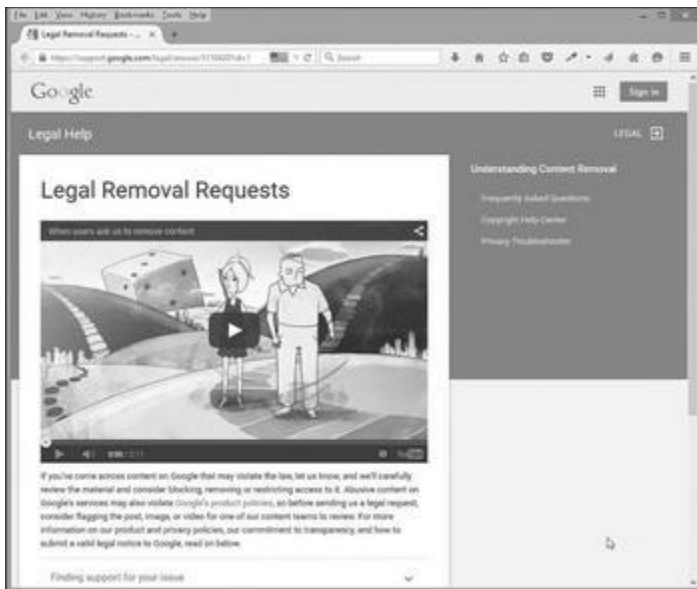 File Edit View History Bookmarks Tools Help
Legal Removal Requests - ...
Search
Google
Sign in
Legal Help
LEGAL
Understanding Content Removal
Frequently Asked Questions
Copyright Help Center
Privacy Troubleshooter
Legal Removal Requests
When users ask us to remove content
0:00 / 2:11
YouTube
If you've come across content on Google that may violate the law, let us know, and we'll carefully
review the material and consider blocking, removing or restricting access to it. Abusive content on
Google's services may also violate Google's product policies, so before sending us a legal request,
consider flagging the post, image, or video for one of our content teams to review. For more
information on our product and privacy policies, our commitment to transparency, and how to
submit a valid legal notice to Google, read on below.
Finding support for your issue